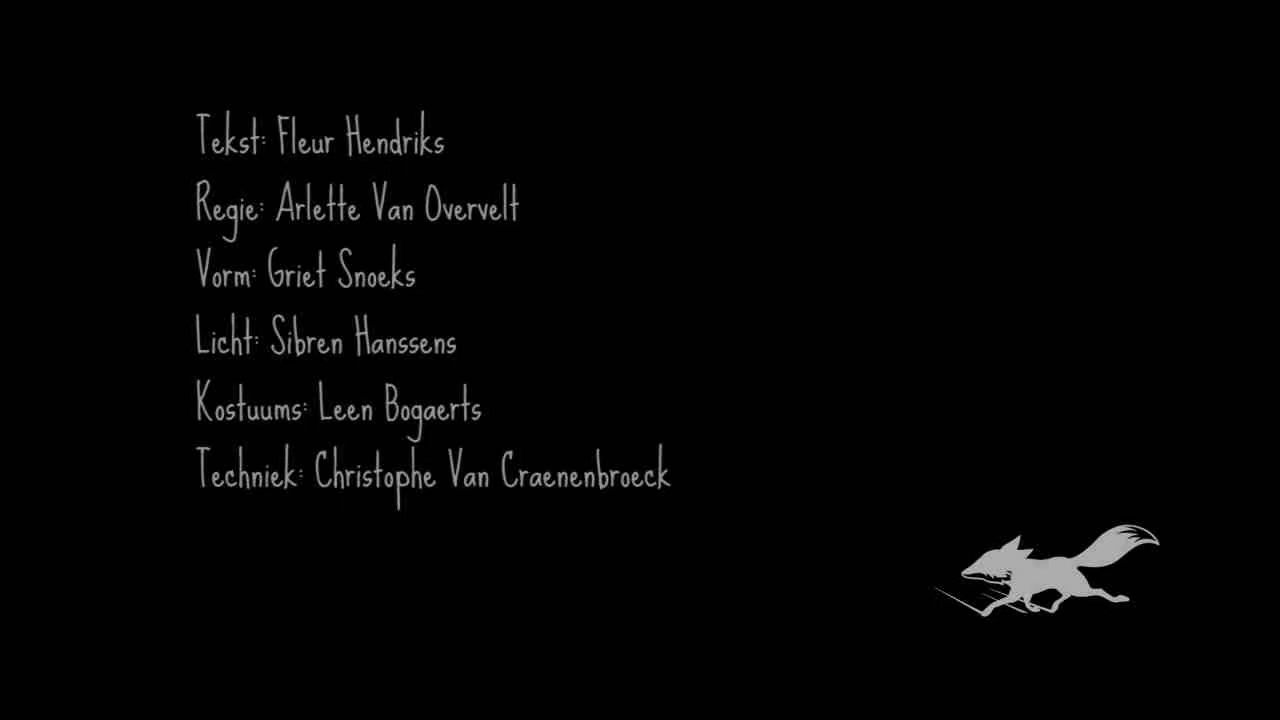 Tekst: Fleur Hendriks
Regie: Arlette Van Overvelt
Vorm: Griet Snoeks
Licht: Sibren Hanssens
Kostuums: Leen Bogaerts
Techniek: Christophe Van Craenenbroeck